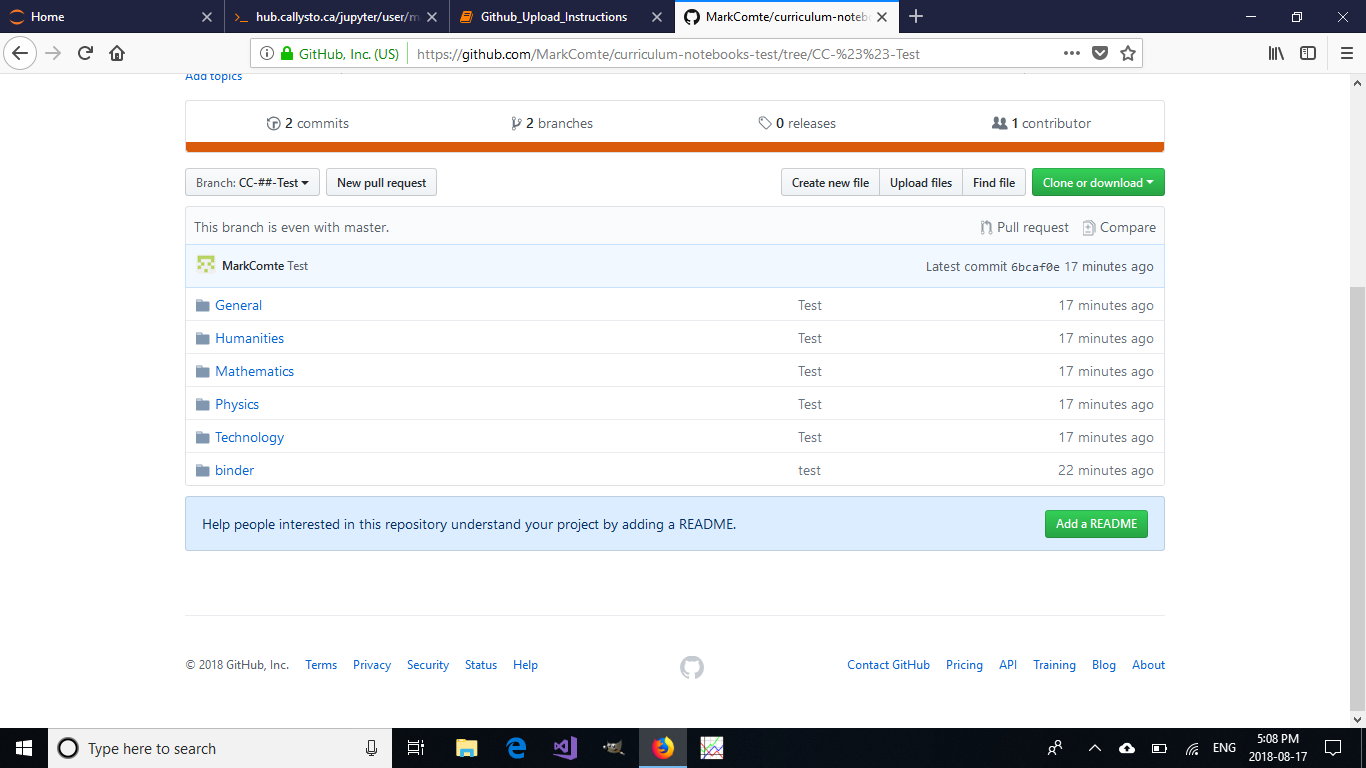 Home
hub.callysto.ca/jupyter/user/m
Github_Upload_Instructions
MarkComte/curriculum-noteb
GitHub, Inc. (US)
https://github.com/MarkComte/curriculum-notebooks-test/tree/CC-%23%23-Test
Add topics
2 commits
2 branches
0 releases
1 contributor
Branch: CC-##-Test
New pull request
Create new file
Upload files
Find file
Clone or download
This branch is even with master.
Pull request
Compare
MarkComte Test
Latest commit 6bcaf0e 17 minutes ago
General Test 17 minutes ago
Humanities Test 17 minutes ago
Mathematics Test 17 minutes ago
Physics Test 17 minutes ago
Technology Test 17 minutes ago
binder test 22 minutes ago
Help people interested in this repository understand your project by adding a README.
Add a README
© 2018 GitHub, Inc. Terms Privacy Security Status Help
Contact GitHub Pricing API Training Blog About
Type here to search
ENG
5:08 PM
2018-08-17